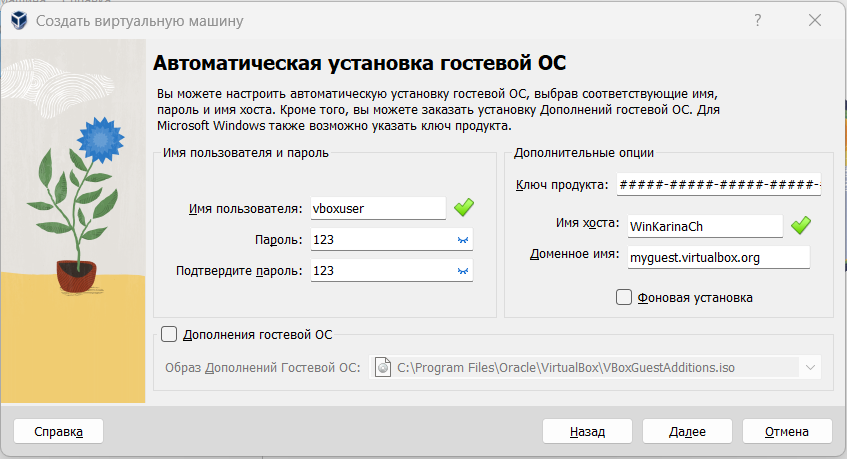 Создать виртуальную машину
Автоматическая установка гостевой ОС
Вы можете настроить автоматическую установку гостевой ОС, выбрав соответствующие имя,
пароль и имя хоста. Кроме того, вы можете заказать установку Дополнений гостевой ОС. Для
Microsoft Windows также возможно указать ключ продукта.
Имя пользователя и пароль
Имя пользователя: vboxuser
Пароль: 123
Подтвердите пароль: 123
Дополнительные опции
Ключ продукта: #####-#####-#####-#####-
Имя хоста: WinKarinaCh
Доменное имя: myguest.virtualbox.org
Фоновая установка
Дополнения гостевой ОС
Образ Дополнений Гостевой ОС: C:\Program Files\Oracle\VirtualBox\VBoxGuestAdditions.iso
Справка Назад Далее Отмена